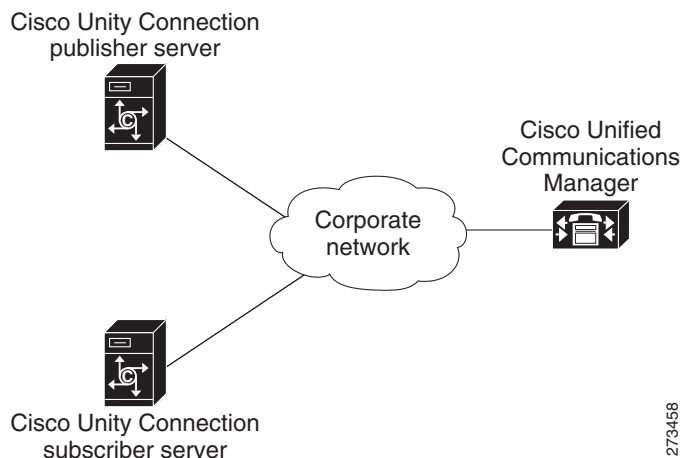 Cisco Unity Connection
publisher server
Cisco Unified
Communications
Manager
Corporate
network
Cisco Unity Connection
subscriber server
273458